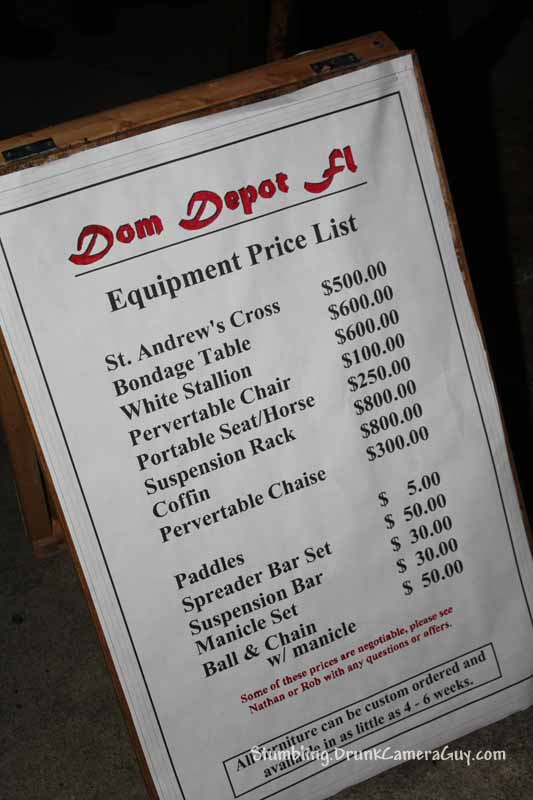 Dom Depot Fl
Equipment Price List
St. Andrew's Cross $500.00
Bondage Table $600.00
White Stallion $600.00
Pervertable Chair $100.00
Portable Seat/Horse $250.00
Suspension Rack $800.00
Coffin $800.00
Pervertable Chaise $300.00
Paddles $ 5.00
Spreader Bar Set $ 50.00
Suspension Bar $ 30.00
Manicle Set $ 30.00
Ball & Chain $ 50.00
w/ manicle
Some of these prices are negotiable, please see
Nathan or Rob with any questions or offers.
All furniture can be custom ordered and
available in as little as 4 - 6 weeks.
Stumbling.DrunkCameraGuy.com